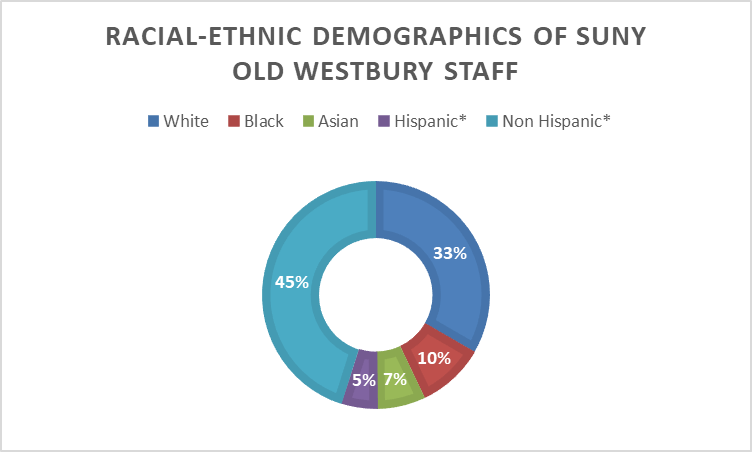 RACIAL-ETHNIC DEMOGRAPHICS OF SUNY
OLD WESTBURY STAFF
White Black Asian Hispanic* Non Hispanic*
33%
45%
10%
5% 7%